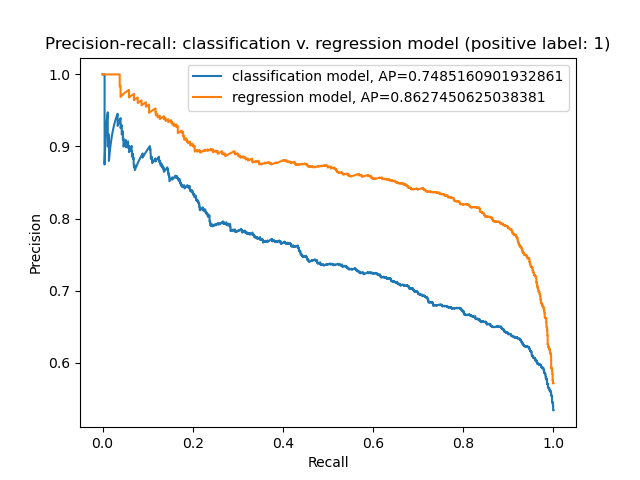 Precision-recall: classification v. regression model (positive label: 1)
classification model, AP=0.7485160901932861
regression model, AP=0.8627450625038381
1.0
0.9
0.8
0.7
0.6
Precision
0.0 0.2 0.4 0.6 0.8 1.0
Recall